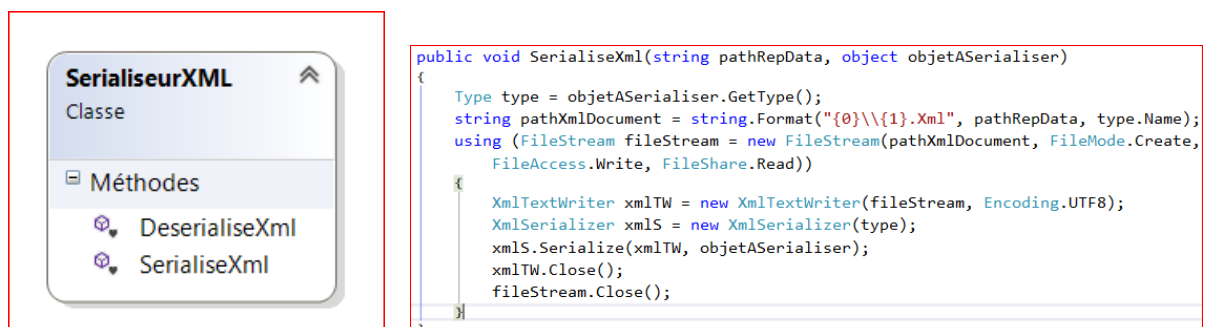 SerialiseurXML
Classe
Méthodes
DeserialiseXml
SerialiseXml
public void SerialiseXml(string pathRepData, object objetASerialiser)
{
Type type = objetASerialiser.GetType();
string pathXmlDocument = string.Format("{0}\\{1}.Xml", pathRepData, type.Name);
using (FileStream fileStream = new FileStream(pathXmlDocument, FileMode.Create,
FileAccess.Write, FileShare.Read))
{
XmlTextWriter xmlTW = new XmlTextWriter(fileStream, Encoding.UTF8);
XmlSerializer xmlS = new XmlSerializer(type);
xmlS.Serialize(xmlTW, objetASerialiser);
xmlTW.Close();
fileStream.Close();
}